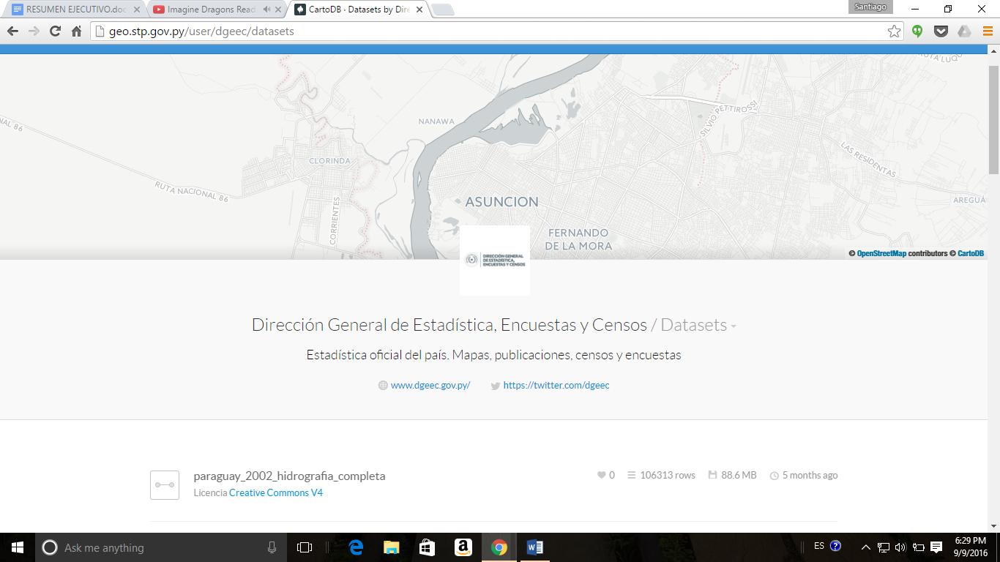 RESUMEN EJECUTIVO.doc
Imagine Dragons Read
CartoDB · Datasets by Dire
Santiago
geo.stp.gov.py/user/dgeec/datasets
RUTA LUQU
NAL 86
NANAWA
SILVIO PETTIROSSI
CLORINDA
LAS RESIDENTAS
RUTA NACIONAL 86
CORRIENTES
ASUNCION
AREGUÁ
FERNANDO
DE LA MORA
© OpenStreetMap contributors © CartoDB
DIRECCIÓN GENERAL
DE ESTADÍSTICA,
ENCUESTAS Y CENSOS
Dirección General de Estadística, Encuestas y Censos / Datasets
Estadística oficial del país. Mapas, publicaciones, censos y encuestas
www.dgeec.gov.py/ https://twitter.com/dgeec
paraguay_2002_hidrografia_completa 0 106313 rows 88.6 MB 5 months ago
Licencia Creative Commons V4
Ask me anything
ES
6:29 PM
9/9/2016